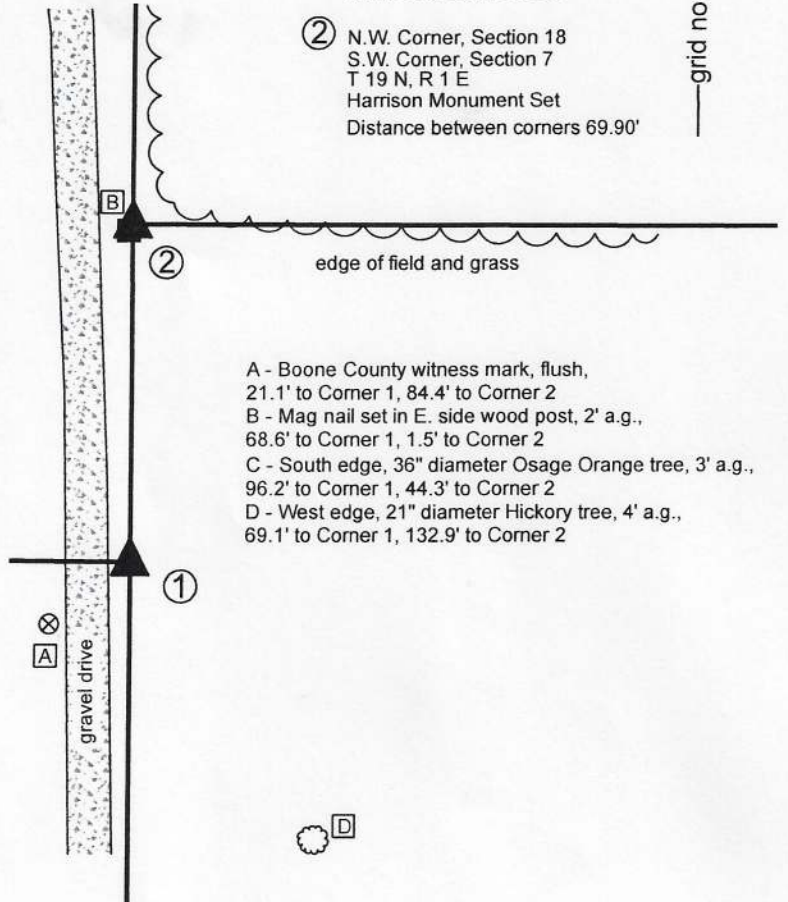 ② N.W. Corner, Section 18
S.W. Corner, Section 7
T 19 N, R 1 E
Harrison Monument Set
Distance between corners 69.90'
grid no
B
②
edge of field and grass
A - Boone County witness mark, flush,
21.1' to Corner 1, 84.4' to Corner 2
B - Mag nail set in E. side wood post, 2' a.g.,
68.6' to Corner 1, 1.5' to Corner 2
C - South edge, 36" diameter Osage Orange tree, 3' a.g.,
96.2' to Corner 1, 44.3' to Corner 2
D - West edge, 21" diameter Hickory tree, 4' a.g.,
69.1' to Corner 1, 132.9' to Corner 2
①
A
gravel drive
D